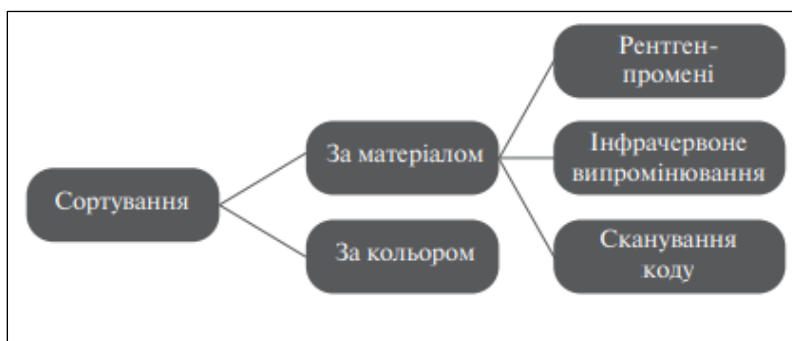 Сортування
За матеріалом
За кольором
Рентген-
промені
Інфрачервоне
випромінювання
Сканування
коду